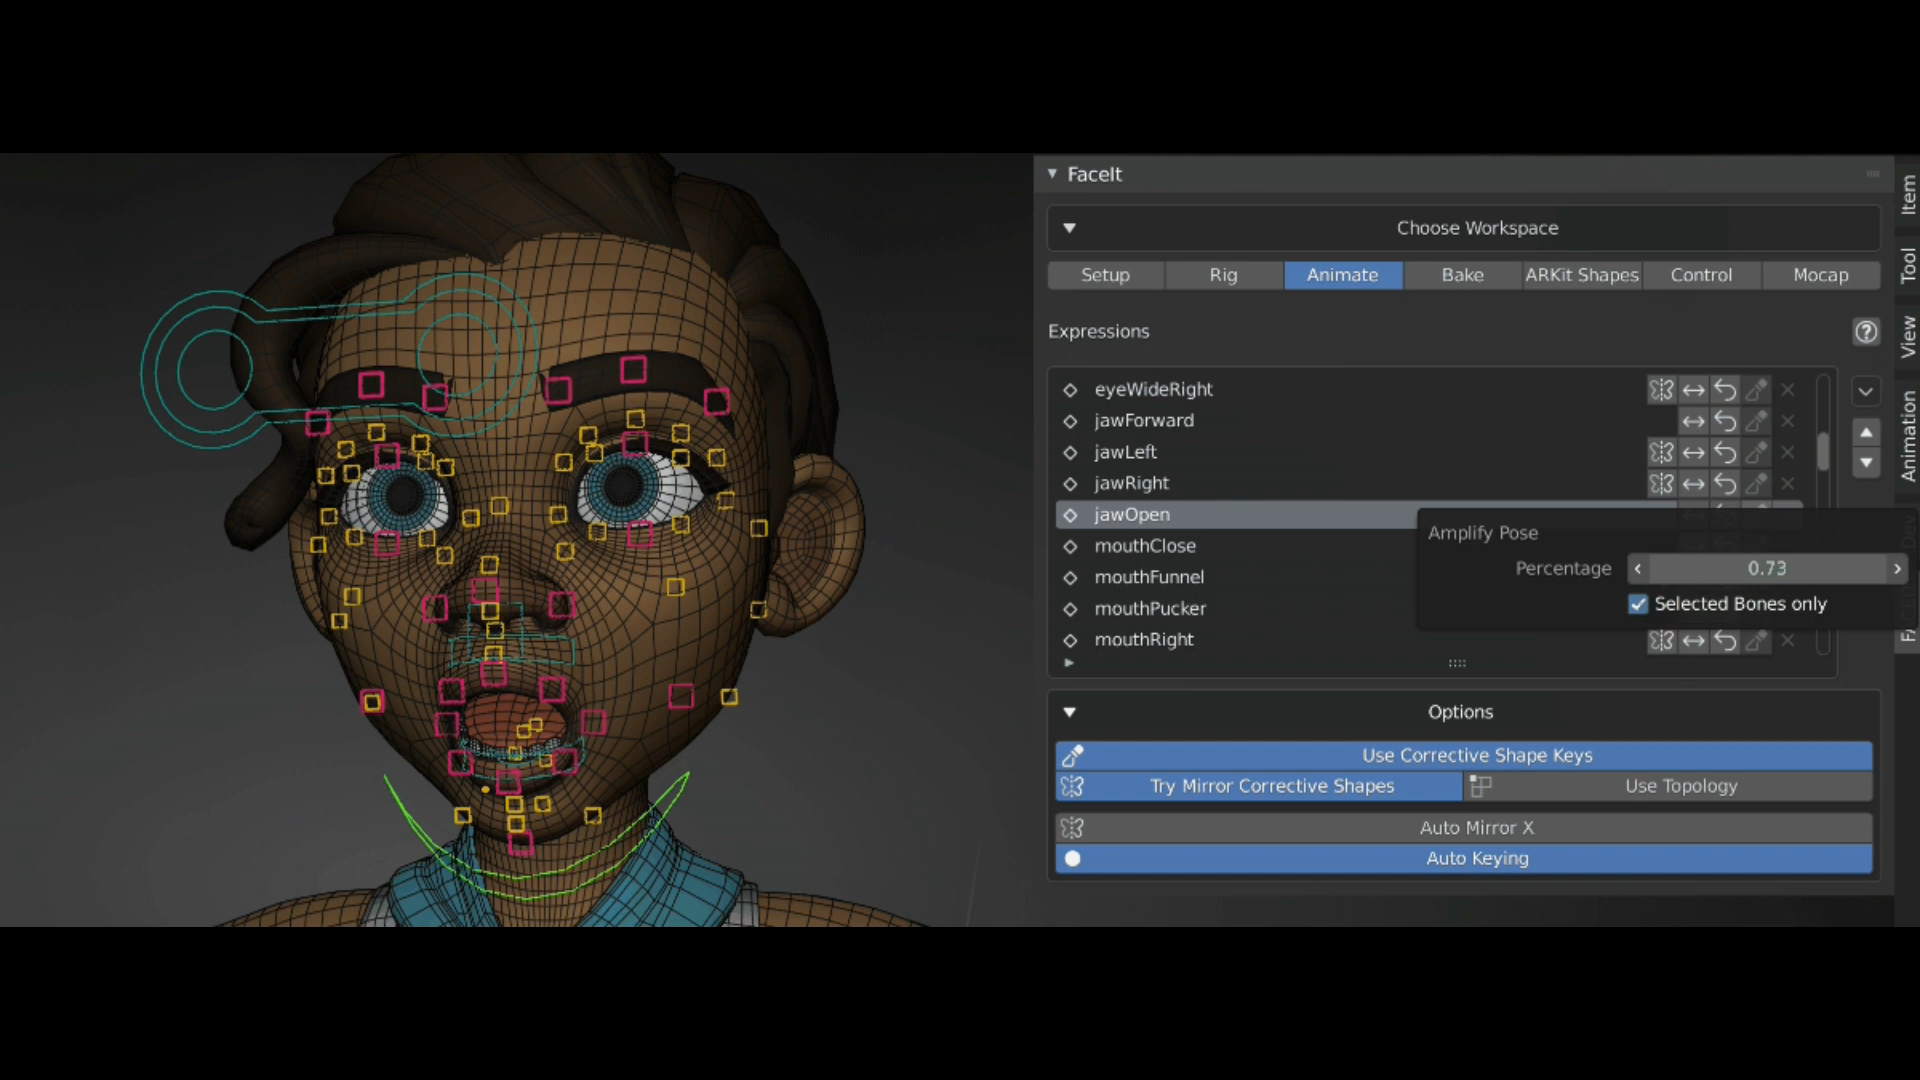 FaceIt
Choose Workspace
Setup Rig Animate Bake ARKit Shapes Control Mocap
Expressions
eyeWideRight
jawForward
jawLeft
jawRight
jawOpen
mouthClose
mouthFunnel
mouthPucker
mouthRight
Amplify Pose
Percentage 0.73
Selected Bones only
Options
Use Corrective Shape Keys
Try Mirror Corrective Shapes Use Topology
Auto Mirror X
Auto Keying
Item
Tool
View
Animation